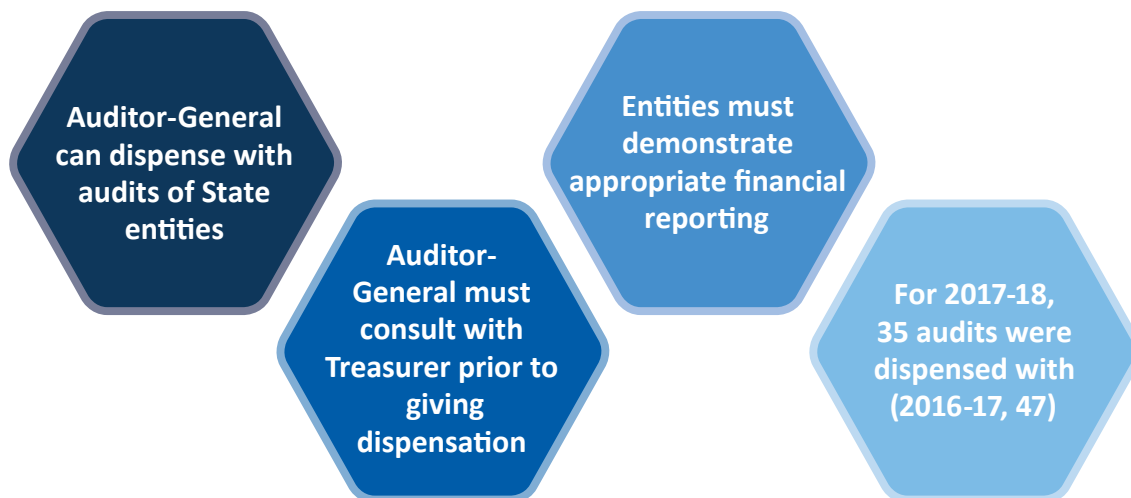 Auditor-General
can dispense with
audits of State
entities
Auditor-
General must
consult with
Treasurer prior to
giving
dispensation
Entities must
demonstrate
appropriate financial
reporting
For 2017-18,
35 audits were
dispensed with
(2016-17, 47)